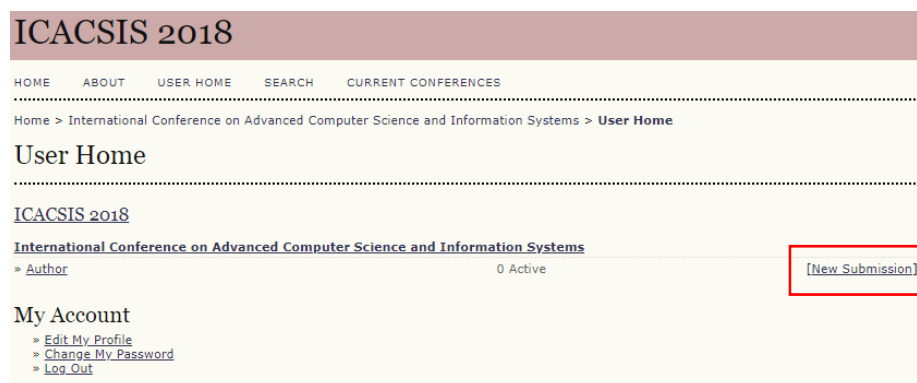 ICACSIS 2018
HOME ABOUT USER HOME SEARCH CURRENT CONFERENCES
Home > International Conference on Advanced Computer Science and Information Systems > User Home
User Home
ICACSIS 2018
International Conference on Advanced Computer Science and Information Systems
» Author 0 Active [New Submission]
My Account
» Edit My Profile
» Change My Password
» Log Out